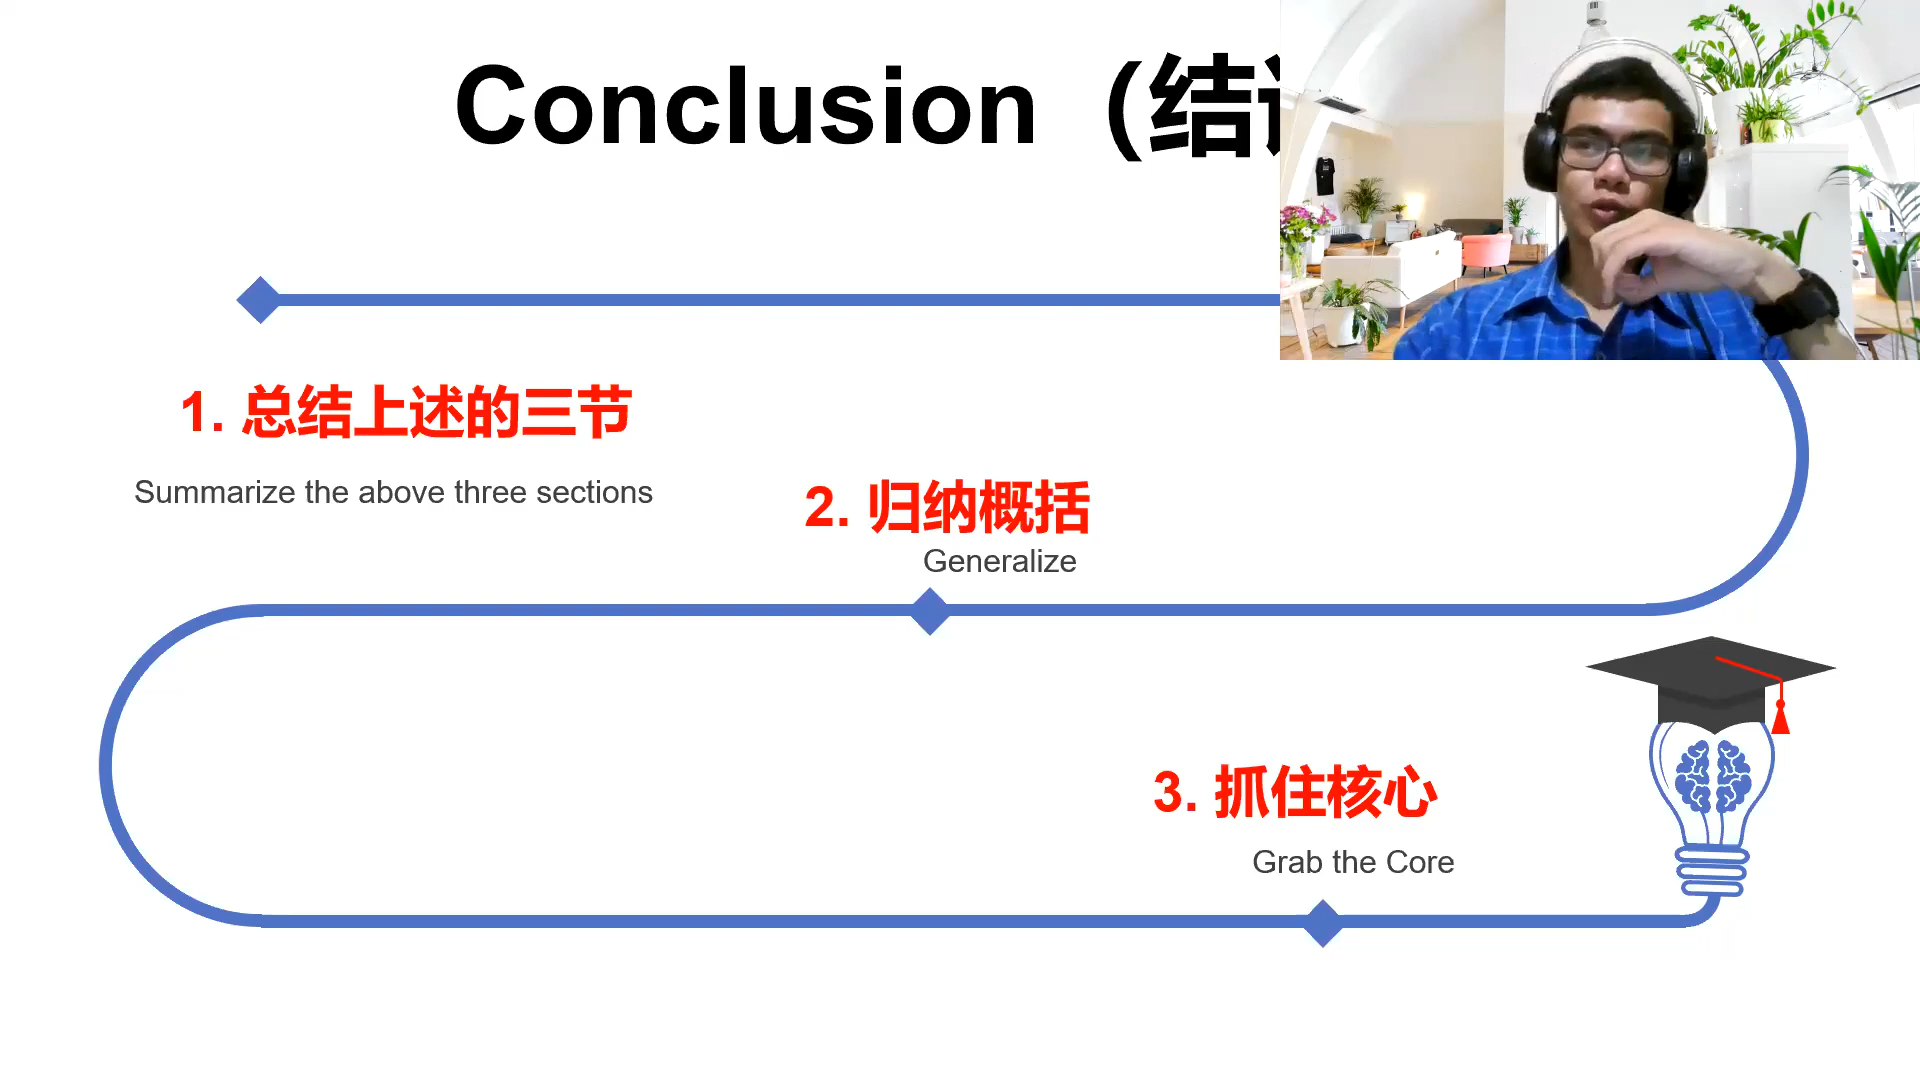 Conclusion（结
1. 总结上述的三节
Summarize the above three sections
2. 归纳概括
Generalize
3. 抓住核心
Grab the Core